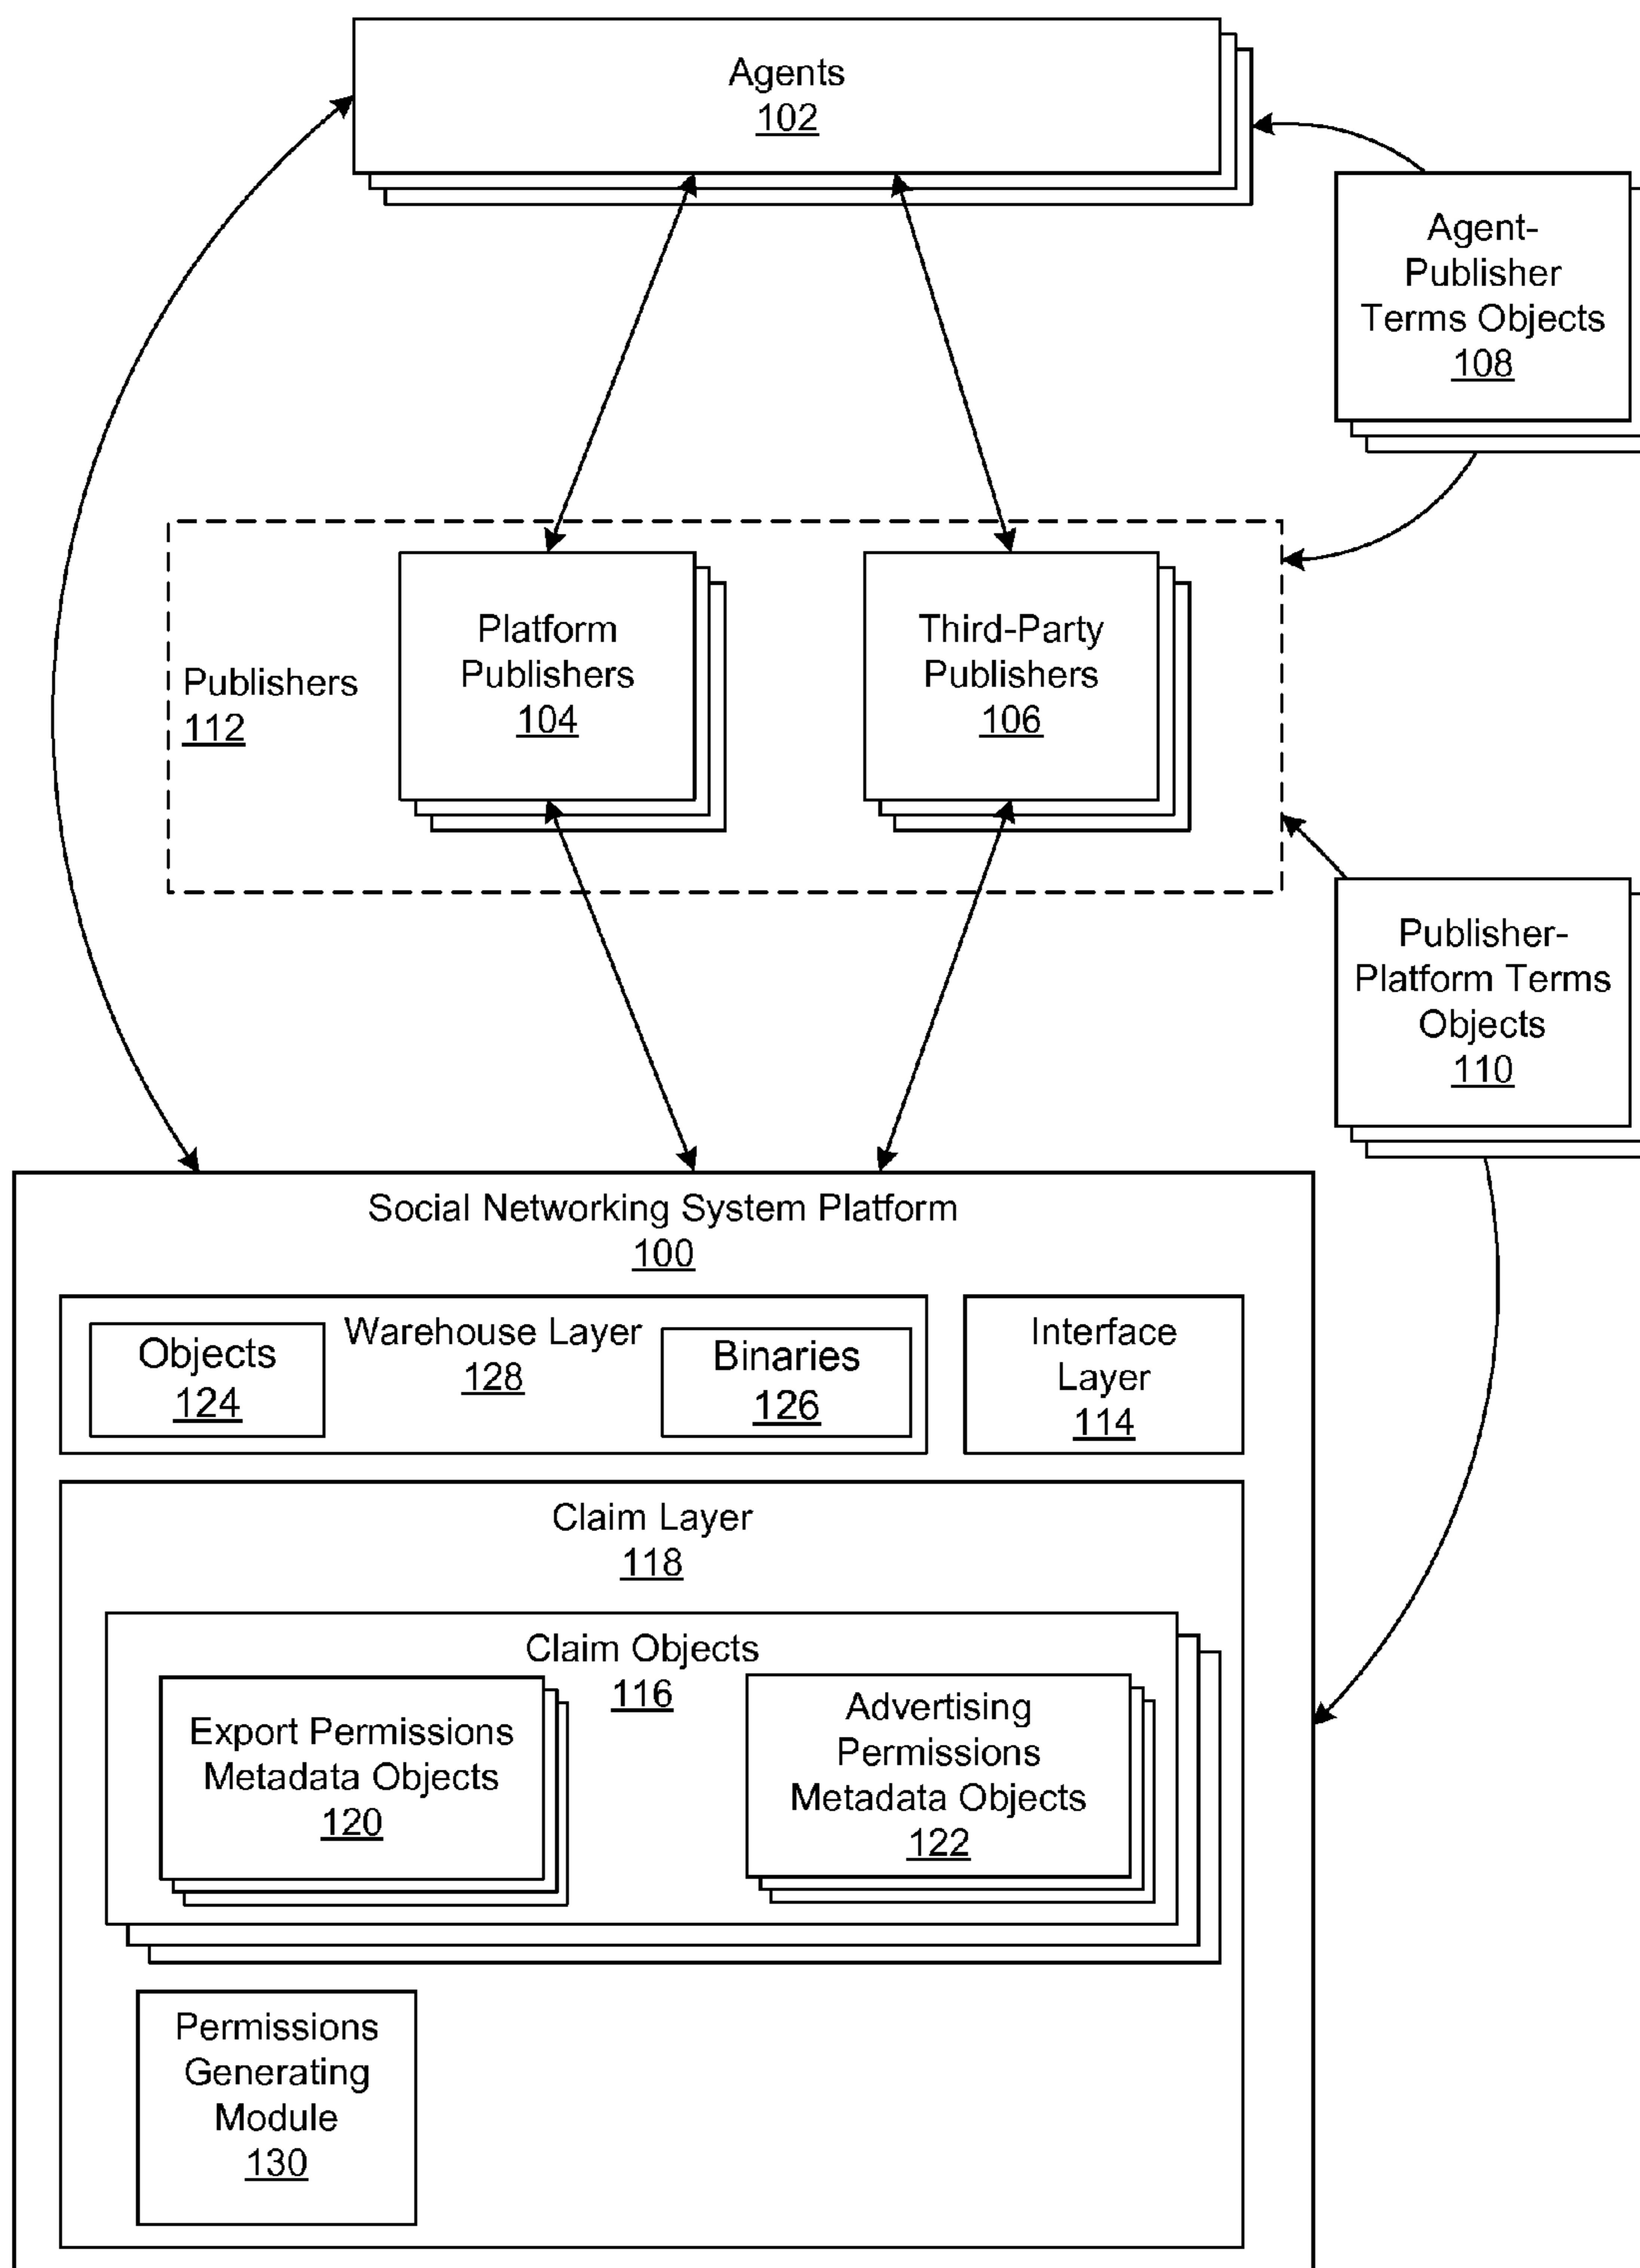 Agents
102
Agent-
Publisher
Terms Objects
108
Platform
Publishers
104
Third-Party
Publishers
106
Publishers
112
Publisher-
Platform Terms
Objects
110
Social Networking System Platform
100
Objects
124
Warehouse Layer
128
Binaries
126
Interface
Layer
114
Claim Layer
118
Claim Objects
116
Export Permissions
Metadata Objects
120
Advertising
Permissions
Metadata Objects
122
Permissions
Generating
Module
130